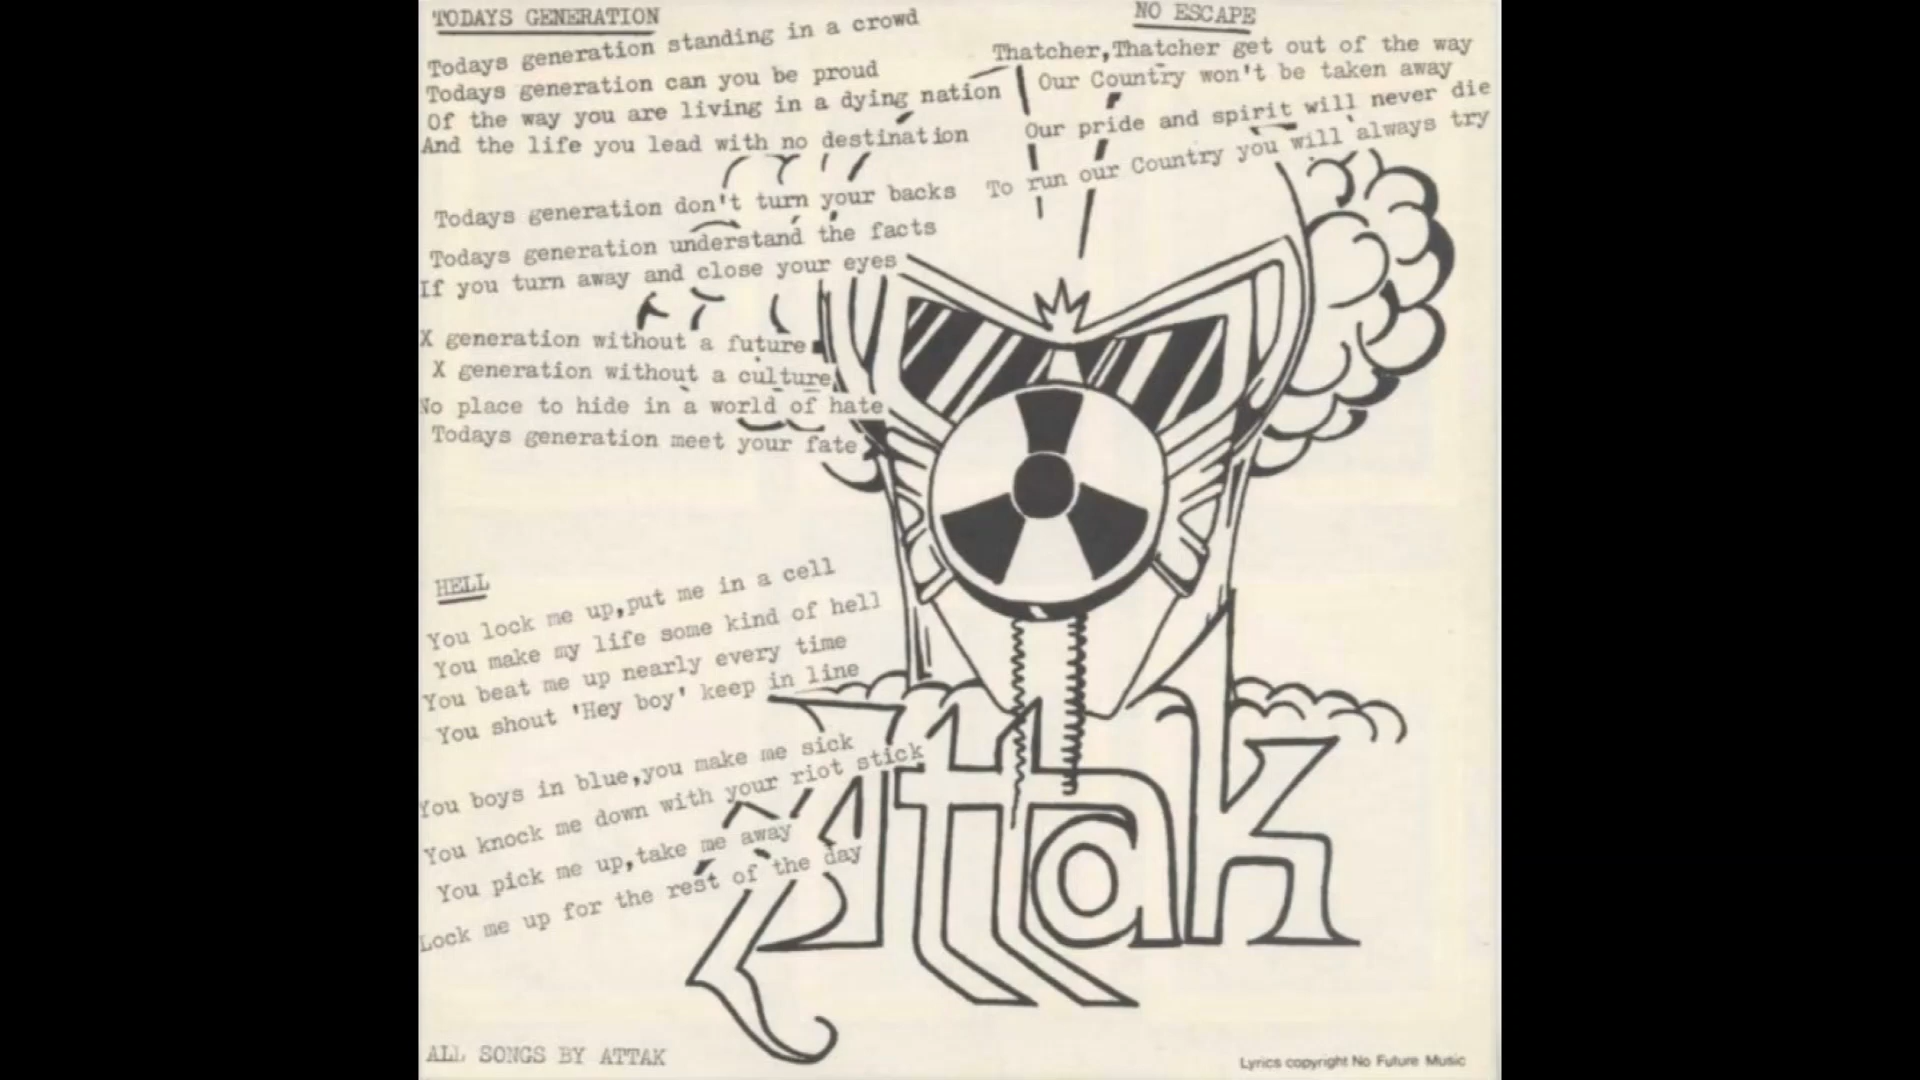 TODAYS GENERATION
Todays generation standing in a crowd
Todays generation can you be proud
Of the way you are living in a dying nation
And the life you lead with no destination
Todays generation don't turn your backs
Todays generation understand the facts
If you turn away and close your eyes
X generation without a future
X generation without a culture
No place to hide in a world of hate
Todays generation meet your fate
NO ESCAPE
Thatcher,Thatcher get out of the way
Our Country won't be taken away
Our pride and spirit will never die
To run our Country you will always try
HELL
You lock me up,put me in a cell
You make my life some kind of hell
You beat me up nearly every time
You shout 'Hey boy' keep in line
You boys in blue,you make me sick
You knock me down with your riot stick
You pick me up,take me away
Lock me up for the rest of the day
Attak
ALL SONGS BY ATTAK
Lyrics copyright No Future Music